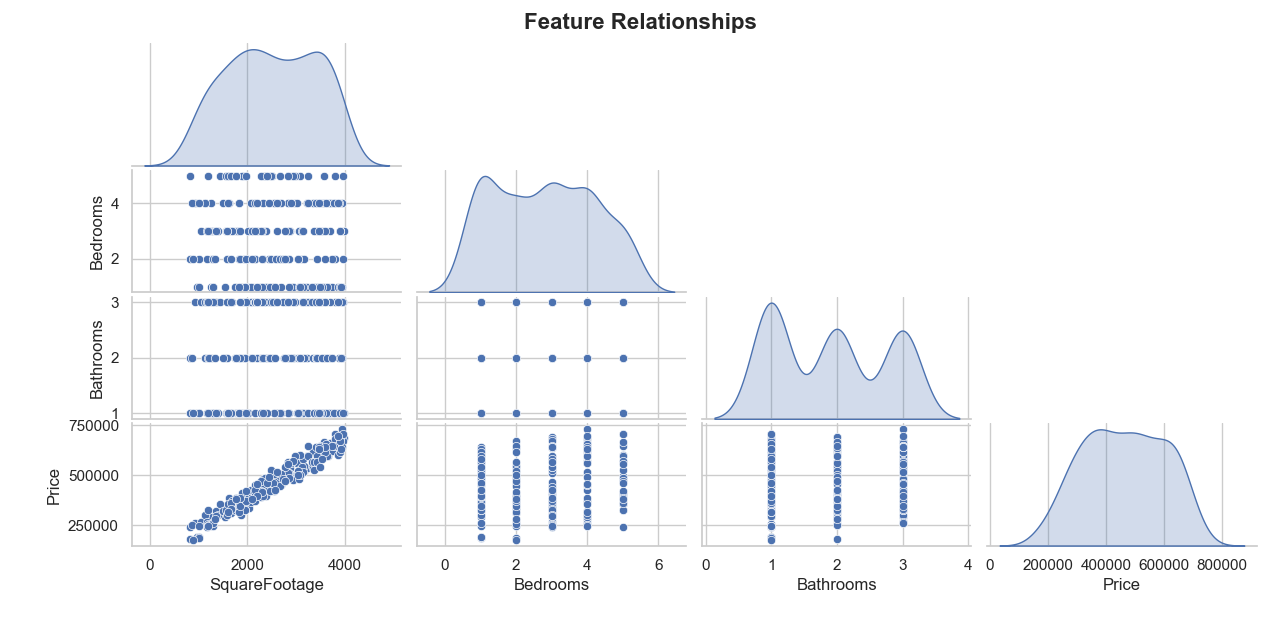 Feature Relationships
Bedrooms
4
2
Bathrooms
3
2
1
Price
750000
500000
250000
0 2000 4000
0 2 4 6
0 1 2 3 4
0 200000 400000 600000 800000
SquareFootage
Bedrooms
Bathrooms
Price